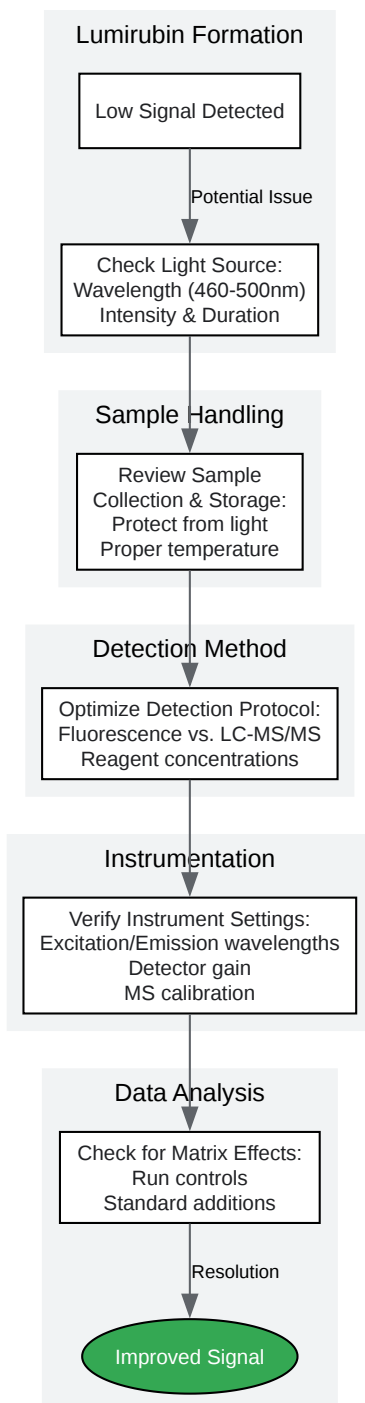 Lumirubin Formation
Low Signal Detected
Potential Issue
Check Light Source:
Wavelength (460-500nm)
Intensity & Duration
Sample Handling
Review Sample
Collection & Storage:
Protect from light
Proper temperature
Detection Method
Optimize Detection Protocol:
Fluorescence vs. LC-MS/MS
Reagent concentrations
Instrumentation
Verify Instrument Settings:
Excitation/Emission wavelengths
Detector gain
MS calibration
Data Analysis
Check for Matrix Effects:
Run controls
Standard additions
Resolution
Improved Signal